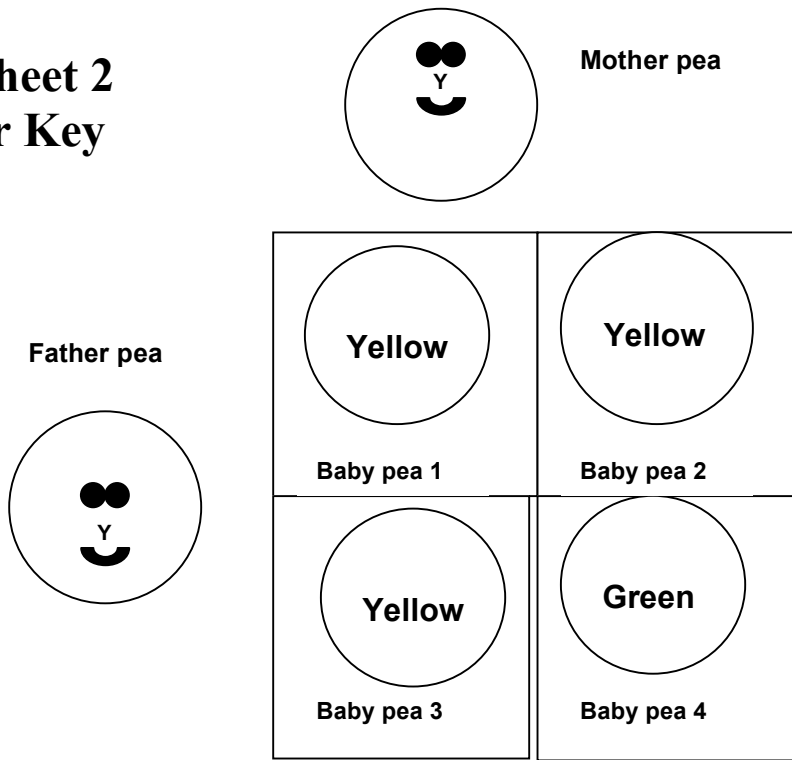 heet 2
r Key
Mother pea
Y
Yellow
Yellow
Father pea
Baby pea 1
Baby pea 2
Y
Yellow
Green
Baby pea 3
Baby pea 4